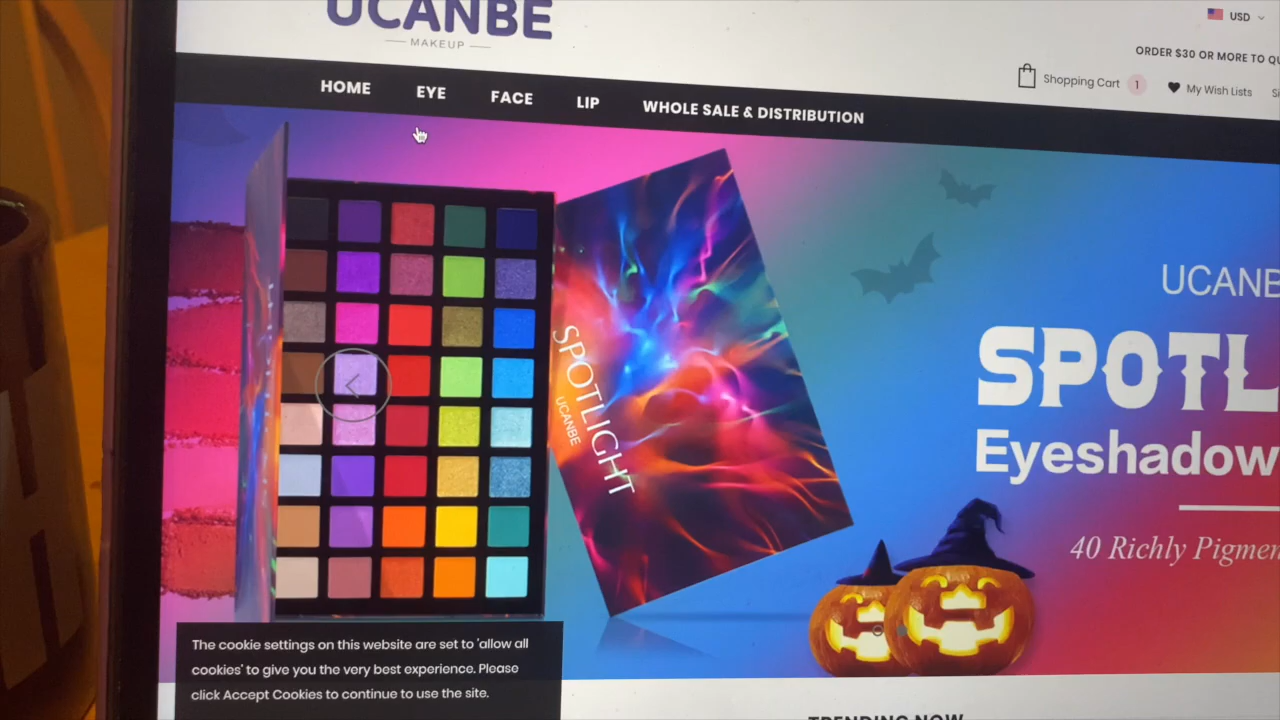 UCANBE
MAKEUP
USD
ORDER $30 OR MORE TO
Shopping Cart 1
My Wish Lists
HOME EYE FACE LIP WHOLE SALE & DISTRIBUTION
SPOTLIGHT
UCANBE
UCANBE
SPOTL
Eyeshadow
40 Richly
The cookie settings on this website are set to 'allow all
cookies' to give you the very best experience. Please
click Accept Cookies to continue to use the site.
TRENDING NOW